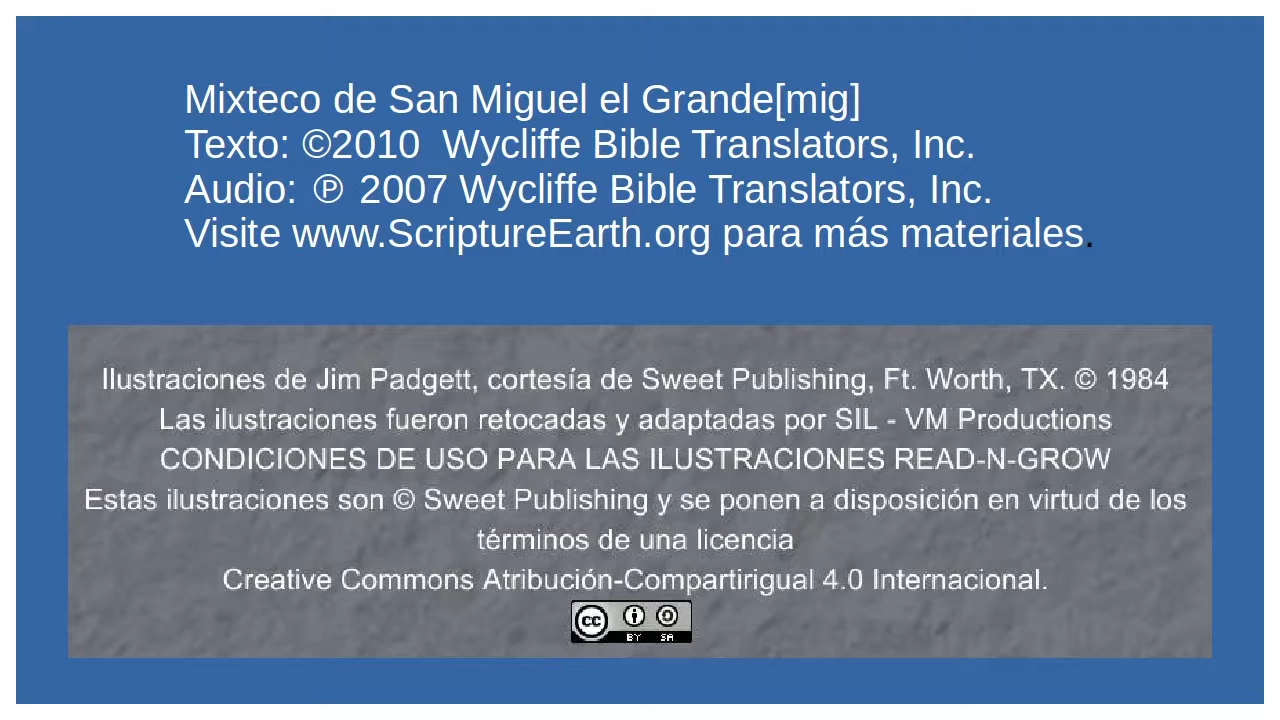 Mixteco de San Miguel el Grande[mig]
Texto: ©2010  Wycliffe Bible Translators, Inc.
Audio: ℗ 2007 Wycliffe Bible Translators, Inc.
Visite www.ScriptureEarth.org para más materiales.
Ilustraciones de Jim Padgett, cortesía de Sweet Publishing, Ft. Worth, TX. © 1984
Las ilustraciones fueron retocadas y adaptadas por SIL - VM Productions
CONDICIONES DE USO PARA LAS ILUSTRACIONES READ-N-GROW
Estas ilustraciones son © Sweet Publishing y se ponen a disposición en virtud de los
términos de una licencia
Creative Commons Atribución-Compartirigual 4.0 Internacional.
cc BY SA